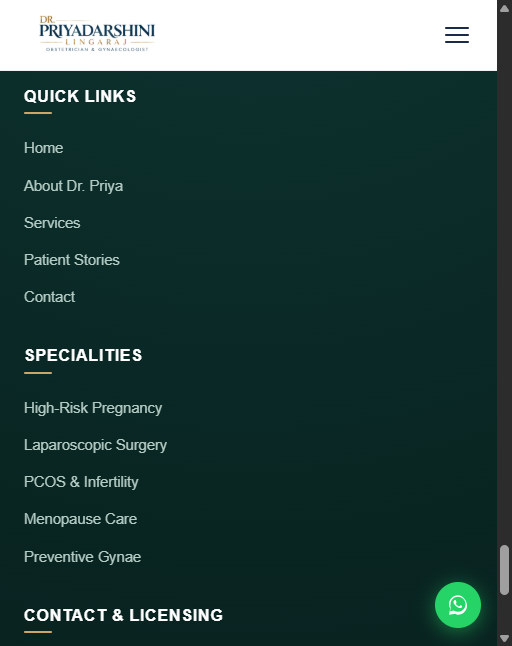 DR.
PRIYADARSHINI
LINGARAJ
OBSTETRICIAN & GYNAECOLOGIST
QUICK LINKS
Home
About Dr. Priya
Services
Patient Stories
Contact
SPECIALITIES
High-Risk Pregnancy
Laparoscopic Surgery
PCOS & Infertility
Menopause Care
Preventive Gynae
CONTACT & LICENSING